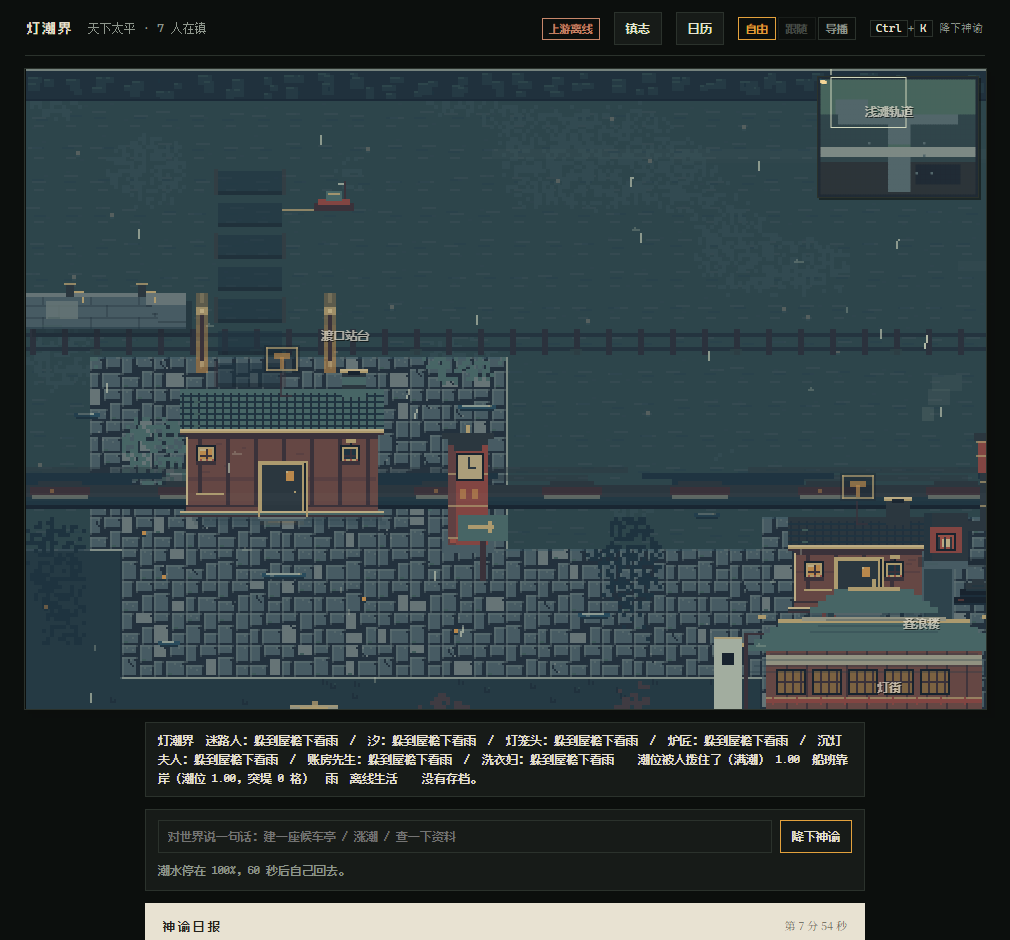 灯潮界 天下太平 · 7 人在镇 上游离线 镇志 日历 自由 跟随 导播 Ctrl + K 降下神谕
浅滩轨道
渡口站台
吞浪楼
灯街
灯潮界 迷路人：躲到屋檐下看雨 / 汐：躲到屋檐下看雨 / 灯笼头：躲到屋檐下看雨 / 炉匠：躲到屋檐下看雨 / 沉灯
夫人：躲到屋檐下看雨 / 账房先生：躲到屋檐下看雨 / 洗衣妇：躲到屋檐下看雨 潮位被人拨住了（满潮） 1.00 船班靠
岸（潮位 1.00，突堤 0 格） 雨 离线生活 没有存档。
对世界说一句话：建一座候车亭 / 涨潮 / 查一下资料 降下神谕
潮水停在 100%，60 秒后自己回去。
神谕日报 第 7 分 54 秒